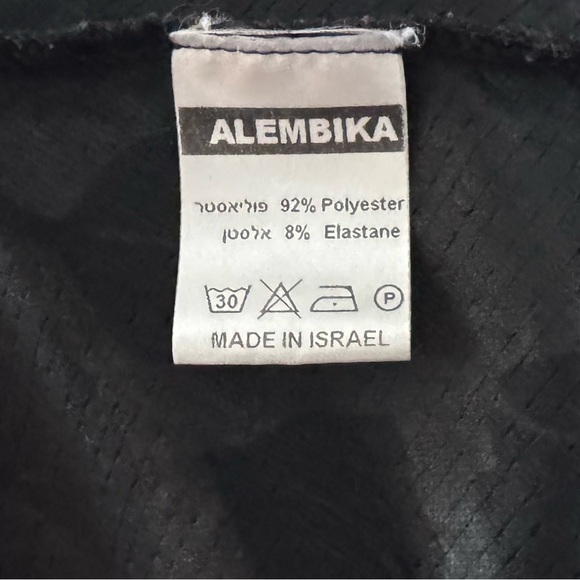 ALEMBIKA
פוליאסטר 92% Polyester
אלסטן 8% Elastane
30 P
MADE IN ISRAEL